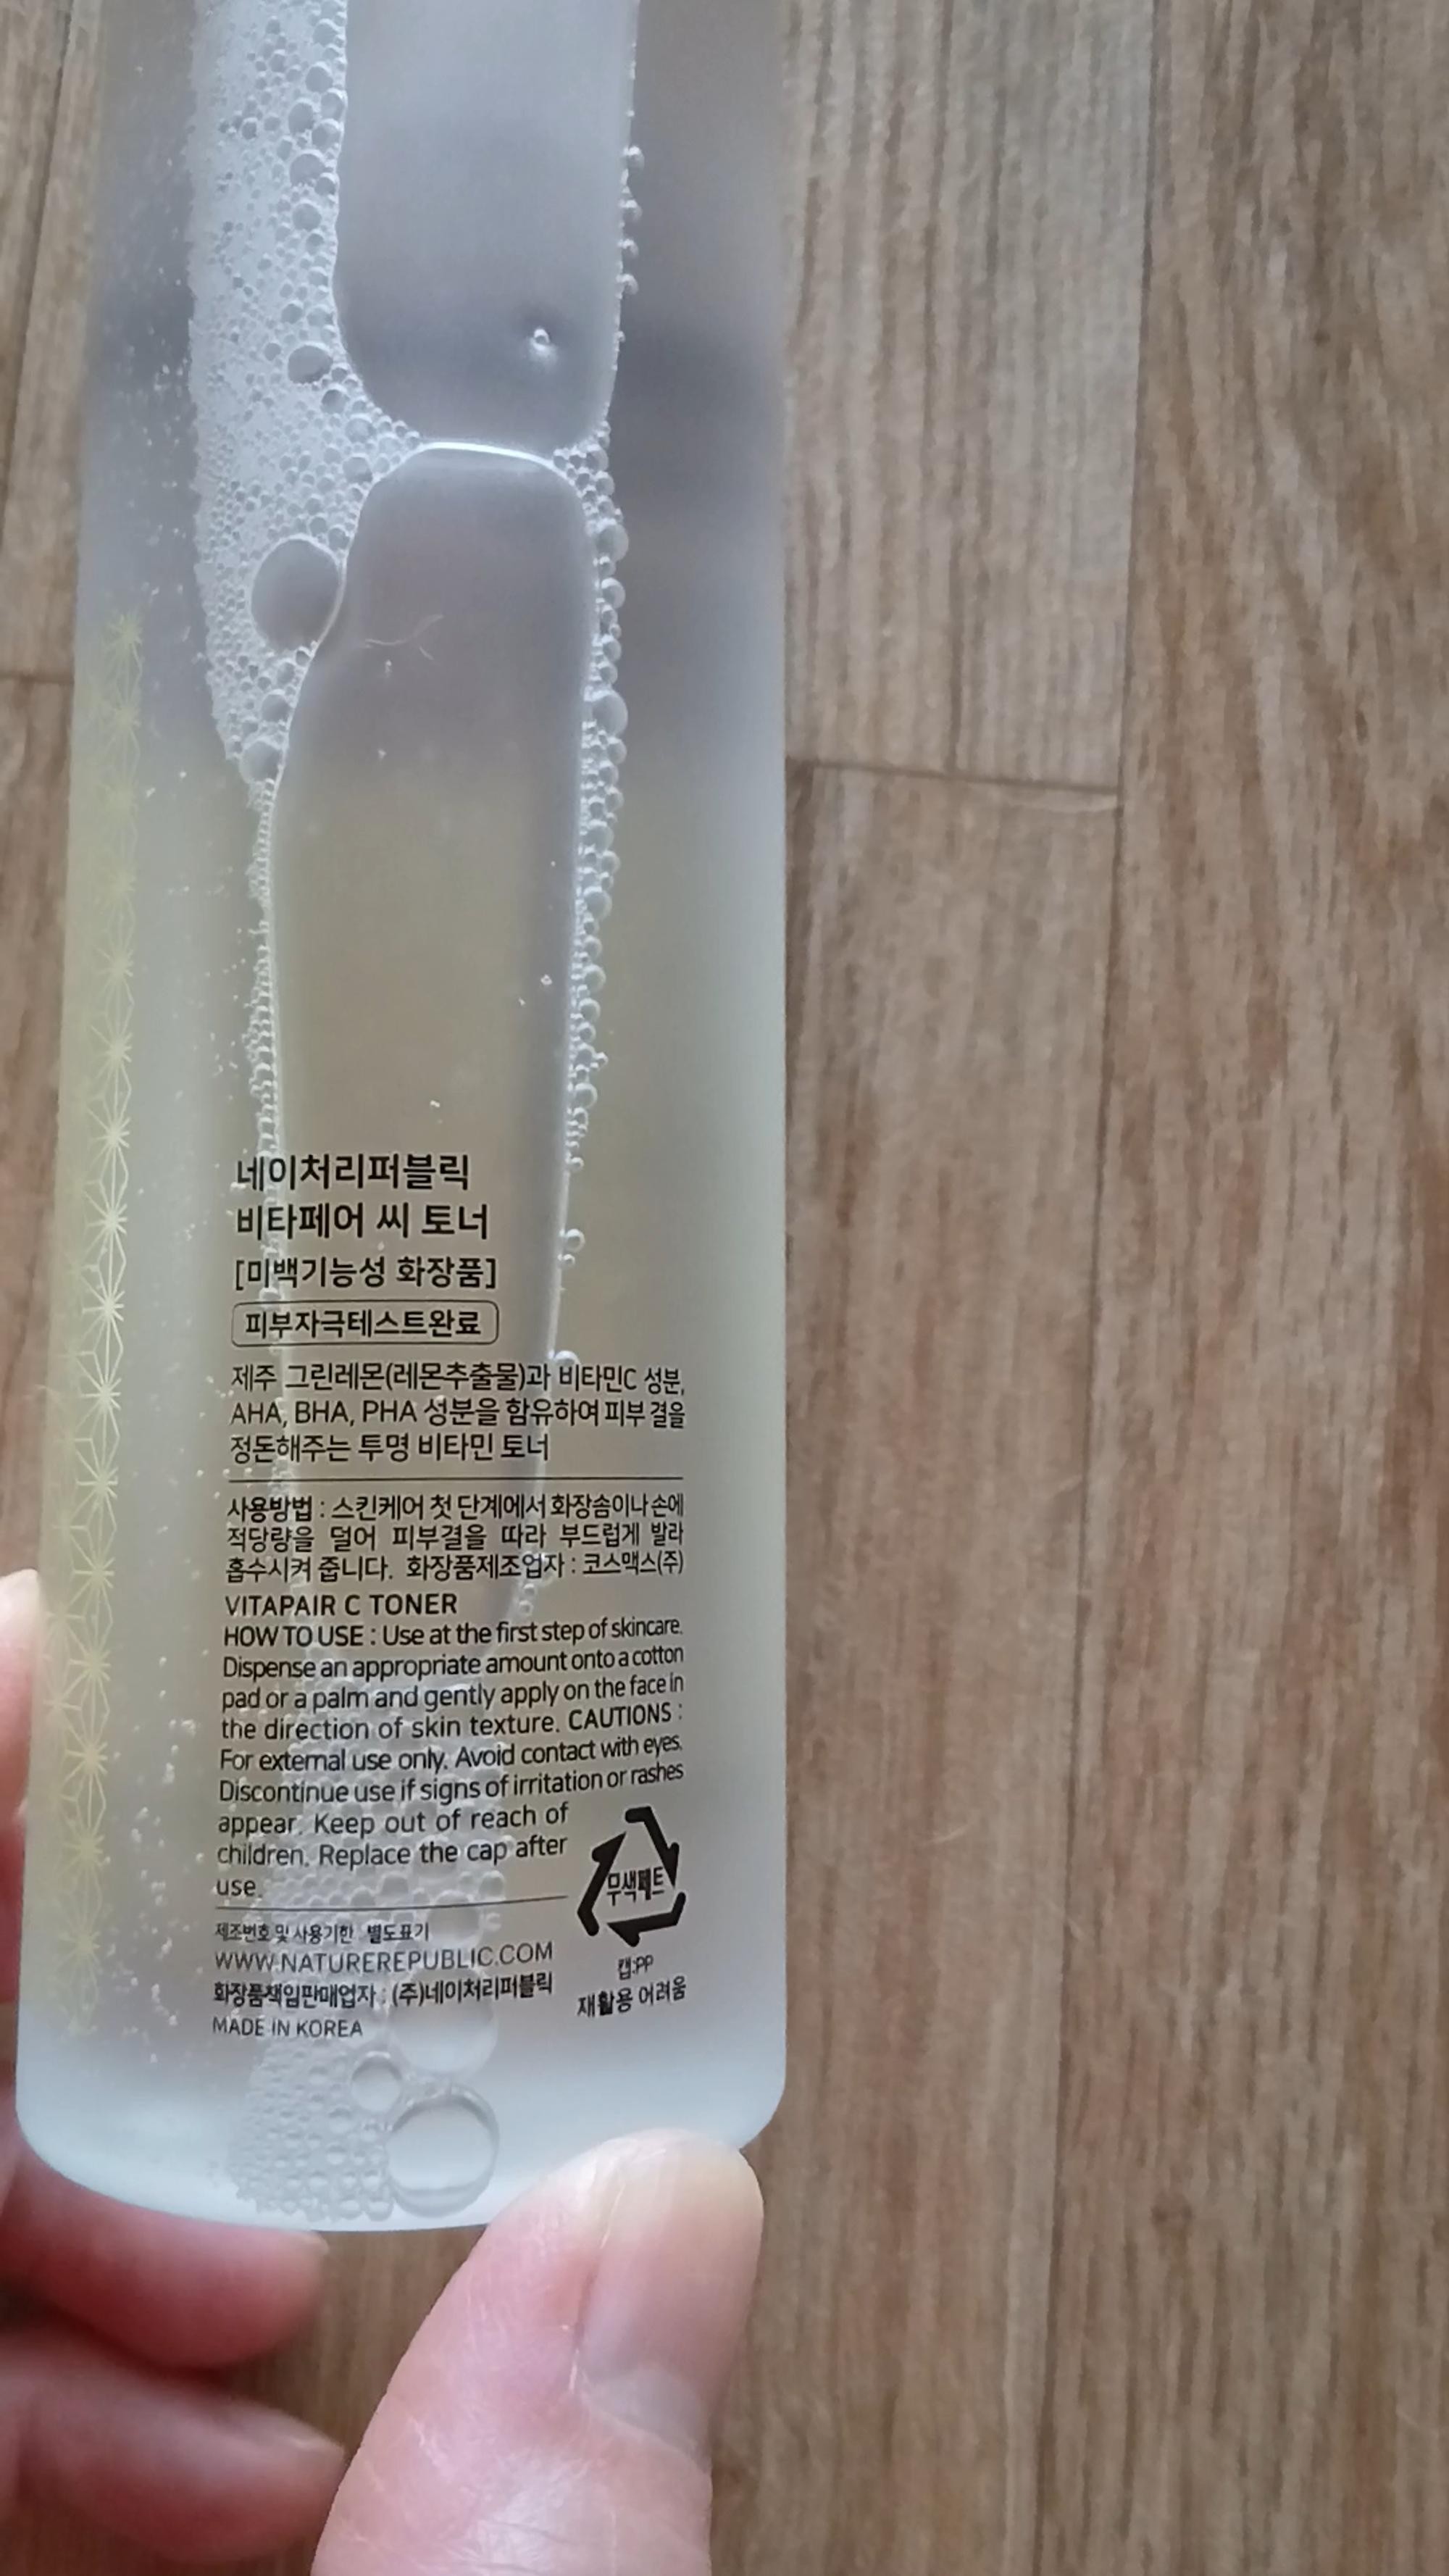 네이처리퍼블릭
비타페어 씨 토너
[미백기능성 화장품]
피부자극테스트완료
제주 그린레몬(레몬추출물)과 비타민C 성분,
AHA, BHA, PHA 성분을 함유하여 피부 결을
정돈해주는 투명 비타민 토너
사용방법 : 스킨케어 첫 단계에서 화장솜이나 손에
적당량을 덜어 피부결을 따라 부드럽게 발라
흡수시켜 줍니다. 화장품제조업자 : 코스맥스(주)
VITAPAIR C TONER
HOW TO USE : Use at the first step of skincare.
Dispense an appropriate amount onto a cotton
pad or a palm and gently apply on the face in
the direction of skin texture. CAUTIONS :
For external use only. Avoid contact with eyes.
Discontinue use if signs of irritation or rashes
appear. Keep out of reach of
children. Replace the cap after
use.
제조번호 및 사용기한 별도표기
WWW.NATUREREPUBLIC.COM
화장품책임판매업자 : (주)네이처리퍼블릭
MADE IN KOREA
무색페트
캡:PP
재활용 어려움